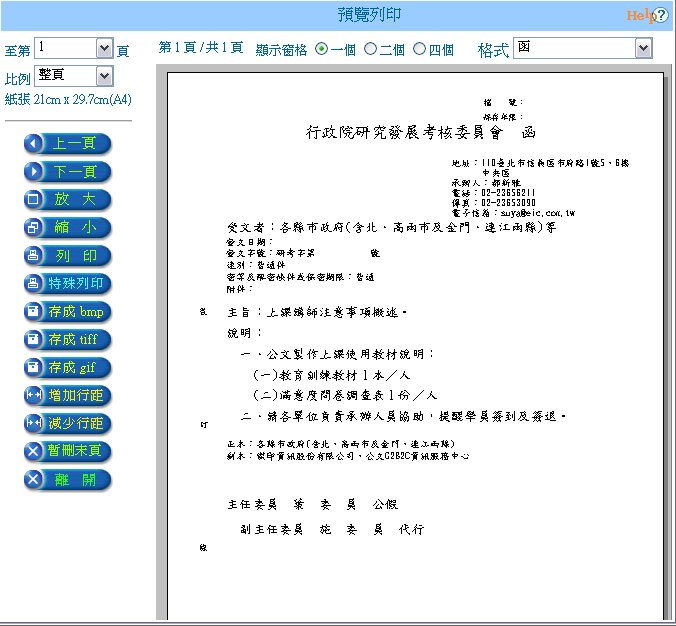 預覽列印
Help?
至第 1 頁
第 1 頁 /共 1 頁 顯示窗格 一個 二個 四個 格式 函
比例 整頁
紙張 21cm x 29.7cm(A4)
上一頁
下一頁
放 大
縮 小
列 印
特殊列印
存成 bmp
存成 tiff
存成 gif
增加行距
減少行距
暫刪末頁
離 開
檔 號：
保存年限：
行政院研究發展考核委員會 函
地址：110臺北市信義區市府路1號5、6樓
中央區
承辦人：郝新雅
電話：02-23656211
傳真：02-23653090
電子信箱：suya@eic.com.tw
受文者：各縣市政府(含北、高兩市及金門、連江兩縣)等
發文日期：
發文字號：研考字第 號
速別：普通件
密等及解密條件或保密期限：普通
附件：
裝
主旨：上課講師注意事項概述。
說明：
一、公文製作上課使用教材說明：
(一)教育訓練教材 1 本／人
(二)滿意度問卷調查表 1 份／人
二、請各單位負責承辦人員協助，提醒學員簽到及簽退。
訂
正本：各縣市政府(含北、高兩市及金門、連江兩縣)
副本：資訊股份有限公司、公文G2B2C資訊服務中心
主任委員 葉 委 員 公假
副主任委員 施 委 員 代行
線